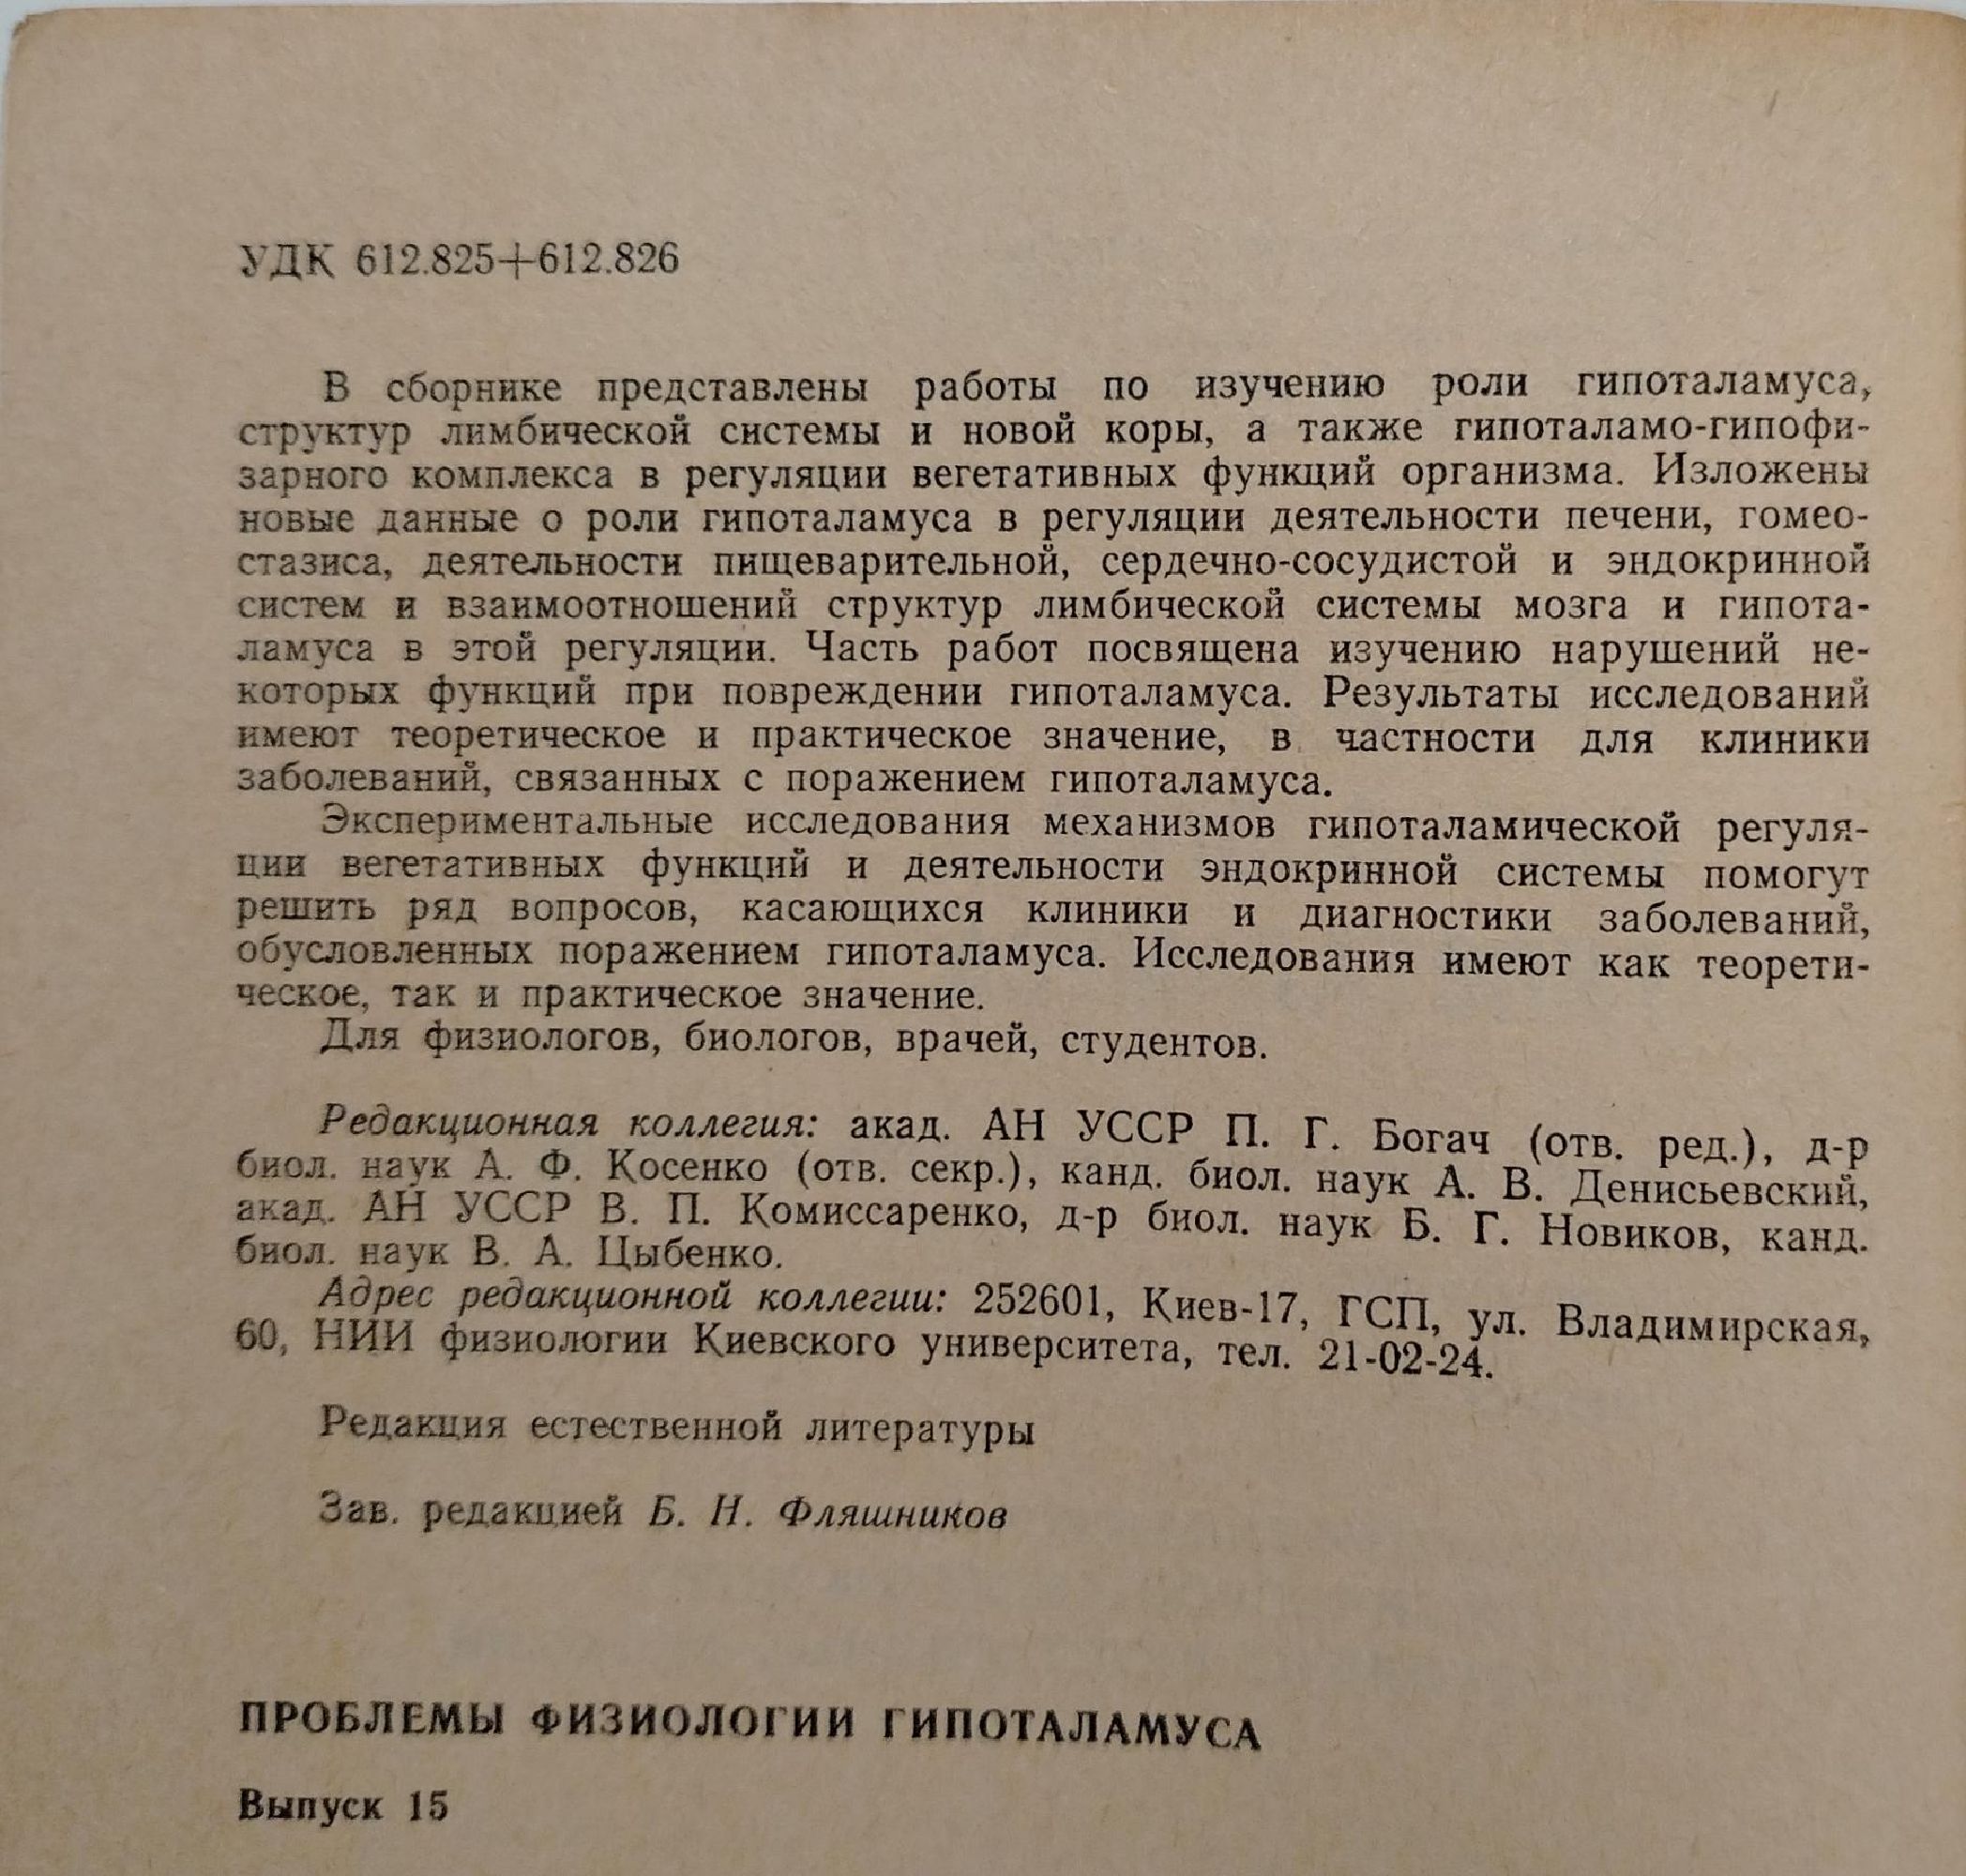 УДК 612.825+612.826
В сборнике представлены работы по изучению роли гипоталамуса,
структур лимбической системы и новой коры, а также гипоталамо-гипофи-
зарного комплекса в регуляции вегетативных функций организма. Изложены
новые данные о роли гипоталамуса в регуляции деятельности печени, гомео-
стазиса, деятельности пищеварительной, сердечно-сосудистой и эндокринной
систем и взаимоотношений структур лимбической системы мозга и гипота-
ламуса в этой регуляции. Часть работ посвящена изучению нарушений не-
которых функций при повреждении гипоталамуса. Результаты исследований
имеют теоретическое и практическое значение, в частности для клиники
заболеваний, связанных с поражением гипоталамуса.
Экспериментальные исследования механизмов гипоталамической регуля-
ции вегетативных функций и деятельности эндокринной системы помогут
решить ряд вопросов, касающихся клиники и диагностики заболеваний,
обусловленных поражением гипоталамуса. Исследования имеют как теорети-
ческое, так и практическое значение.
Для физиологов, биологов, врачей, студентов.
Редакционная коллегия: акад. АН УССР П. Г. Богач (отв. ред.), д-р
биол. наук А. Ф. Косенко (отв. секр.), канд. биол. наук А. В. Денисьевский,
акад. АН УССР В. П. Комиссаренко, д-р биол. наук Б. Г. Новиков, канд.
биол. наук В. А. Цыбенко.
Адрес редакционной коллегии: 252601, Киев-17, ГСП, ул. Владимирская,
60, НИИ физиологии Киевского университета, тел. 21-02-24.
Редакция естественной литературы
Зав. редакцией Б. Н. Фляшников
ПРОБЛЕМЫ ФИЗИОЛОГИИ ГИПОТАЛАМУСА
Выпуск 15